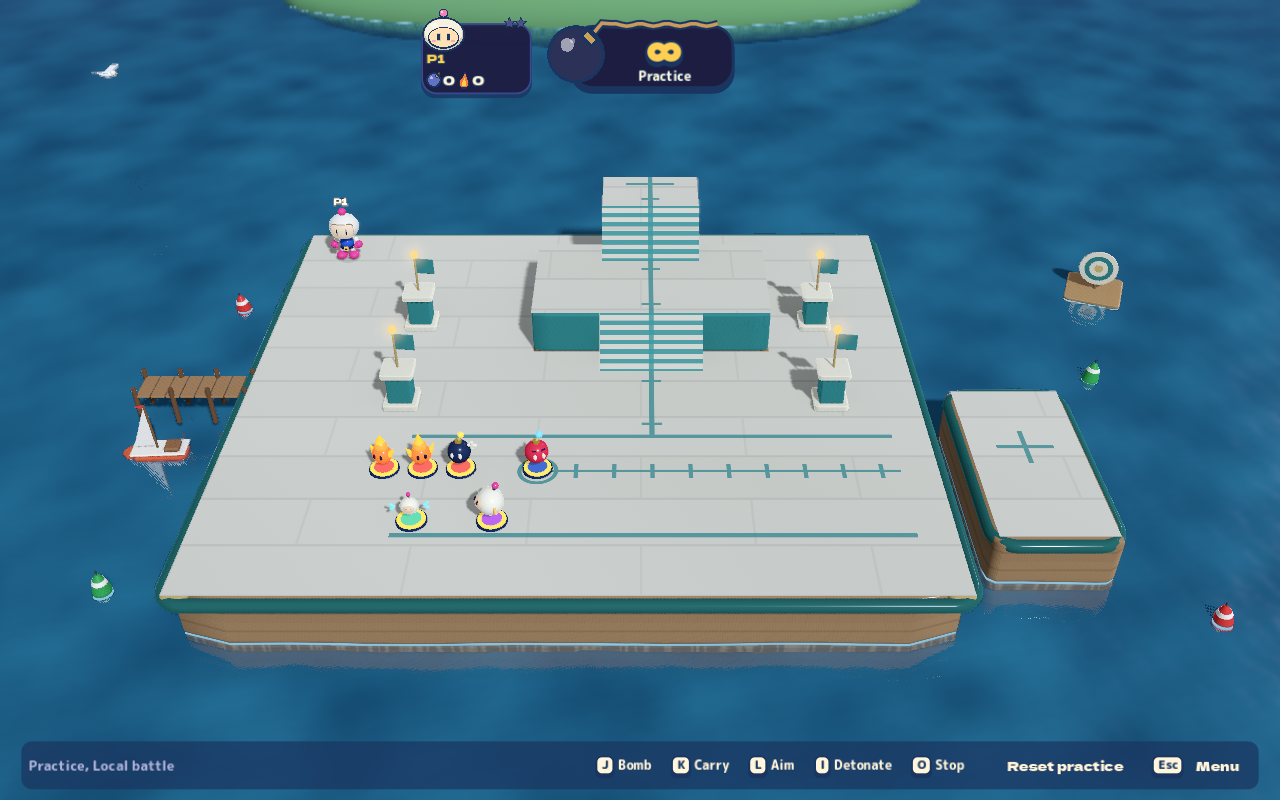 P1
0 0
∞
Practice
P1
Practice, Local battle
J Bomb K Carry L Aim I Detonate O Stop Reset practice Esc Menu